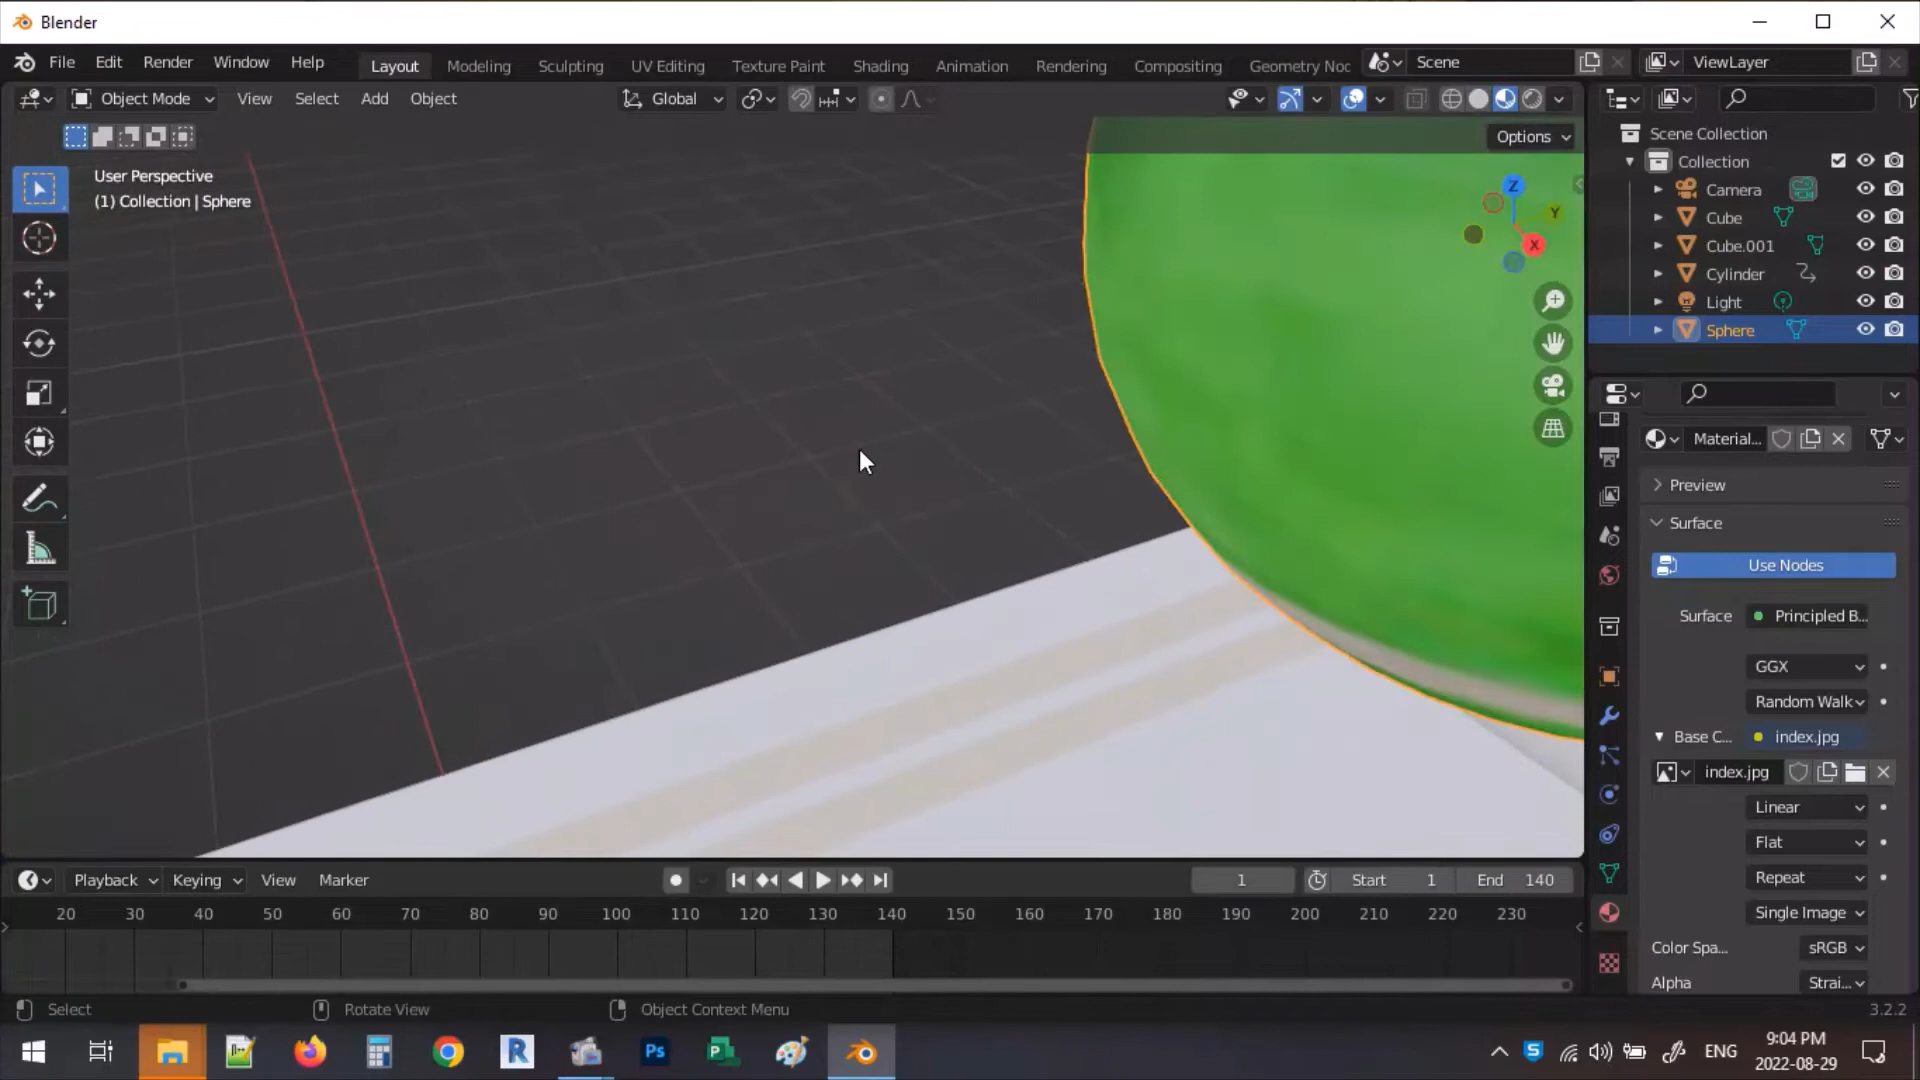 Blender
File Edit Render Window Help
Layout Modeling Sculpting UV Editing Texture Paint Shading Animation Rendering Compositing Geometry Noc
Scene
ViewLayer
Object Mode View Select Add Object
Global
Options
User Perspective
(1) Collection | Sphere
Z
Y
X
Scene Collection
Collection
Camera
Cube
Cube.001
Cylinder
Light
Sphere
Material...
Preview
Surface
Use Nodes
Surface Principled B...
GGX
Random Walk
Base C... index.jpg
index.jpg
Linear
Flat
Repeat
Single Image
Color Spa... sRGB
Alpha Strai...
Playback Keying View Marker
1 Start 1 End 140
20 30 40 50 60 70 80 90 100 110 120 130 140 150 160 170 180 190 200 210 220 230
Select Rotate View Object Context Menu 3.2.2
R Ps P S ENG
9:04 PM
2022-08-29